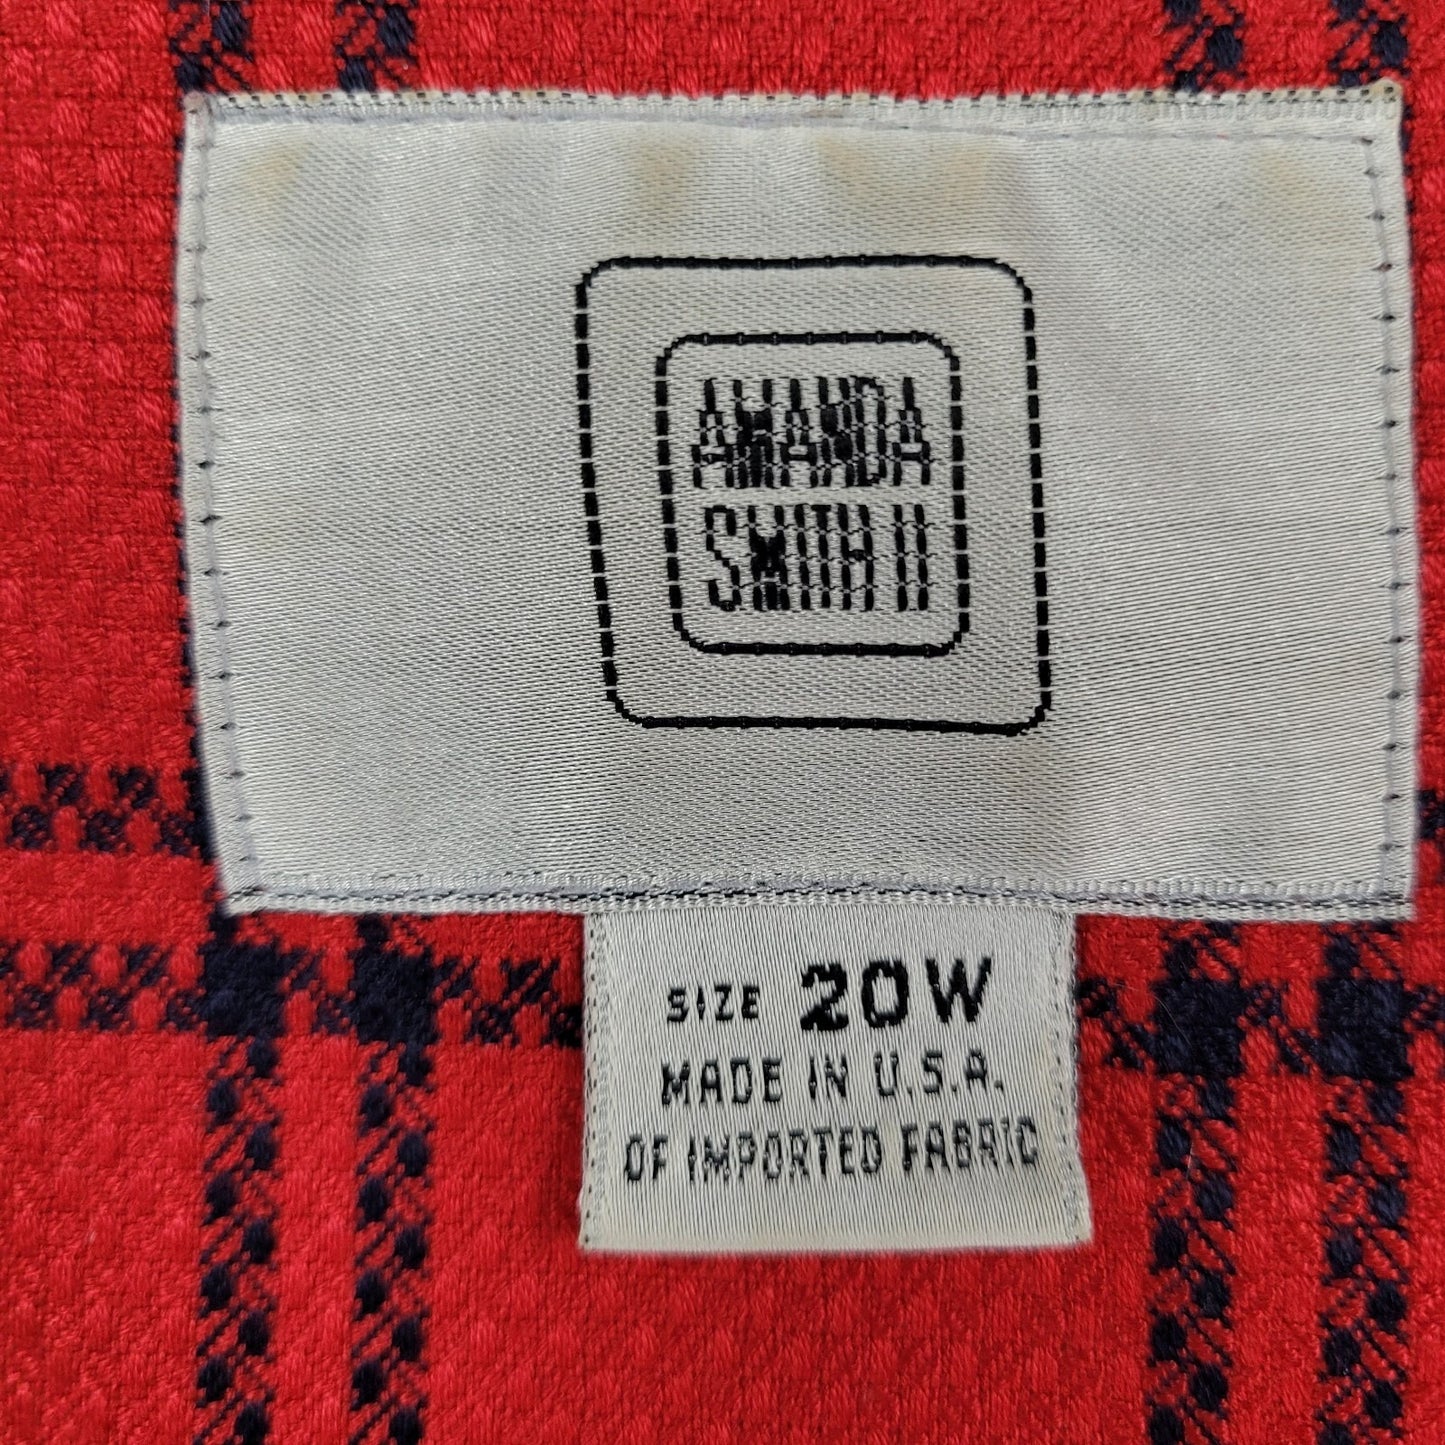 AMANDA
SMITH II
SIZE 20W
MADE IN U.S.A.
OF IMPORTED FABRIC